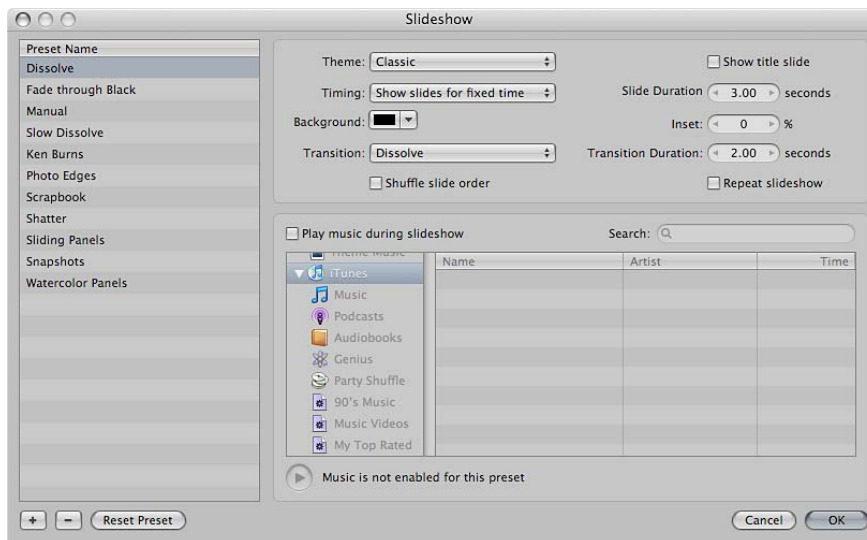 Slideshow
Preset Name
Dissolve
Fade through Black
Manual
Slow Dissolve
Ken Burns
Photo Edges
Scrapbook
Shatter
Sliding Panels
Snapshots
Watercolor Panels
Theme: Classic
Show title slide
Timing: Show slides for fixed time
Slide Duration 3.00 seconds
Background:
Inset: 0 %
Transition: Dissolve
Transition Duration: 2.00 seconds
Shuffle slide order
Repeat slideshow
Play music during slideshow
Search:
Theme Music
Name Artist Time
iTunes
Music
Podcasts
Audiobooks
Genius
Party Shuffle
90's Music
Music Videos
My Top Rated
Music is not enabled for this preset
+ − Reset Preset
Cancel OK